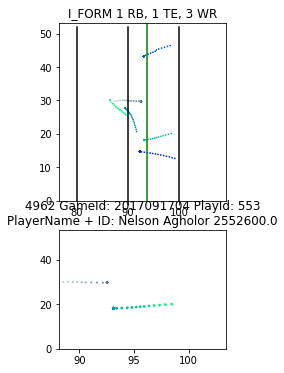 I_FORM 1 RB, 1 TE, 3 WR
50
40
30
20
10
0
80 90 100
4962 GameId: 2017091704 PlayId: 553
PlayerName + ID: Nelson Agholor 2552600.0
40
20
0
90 95 100